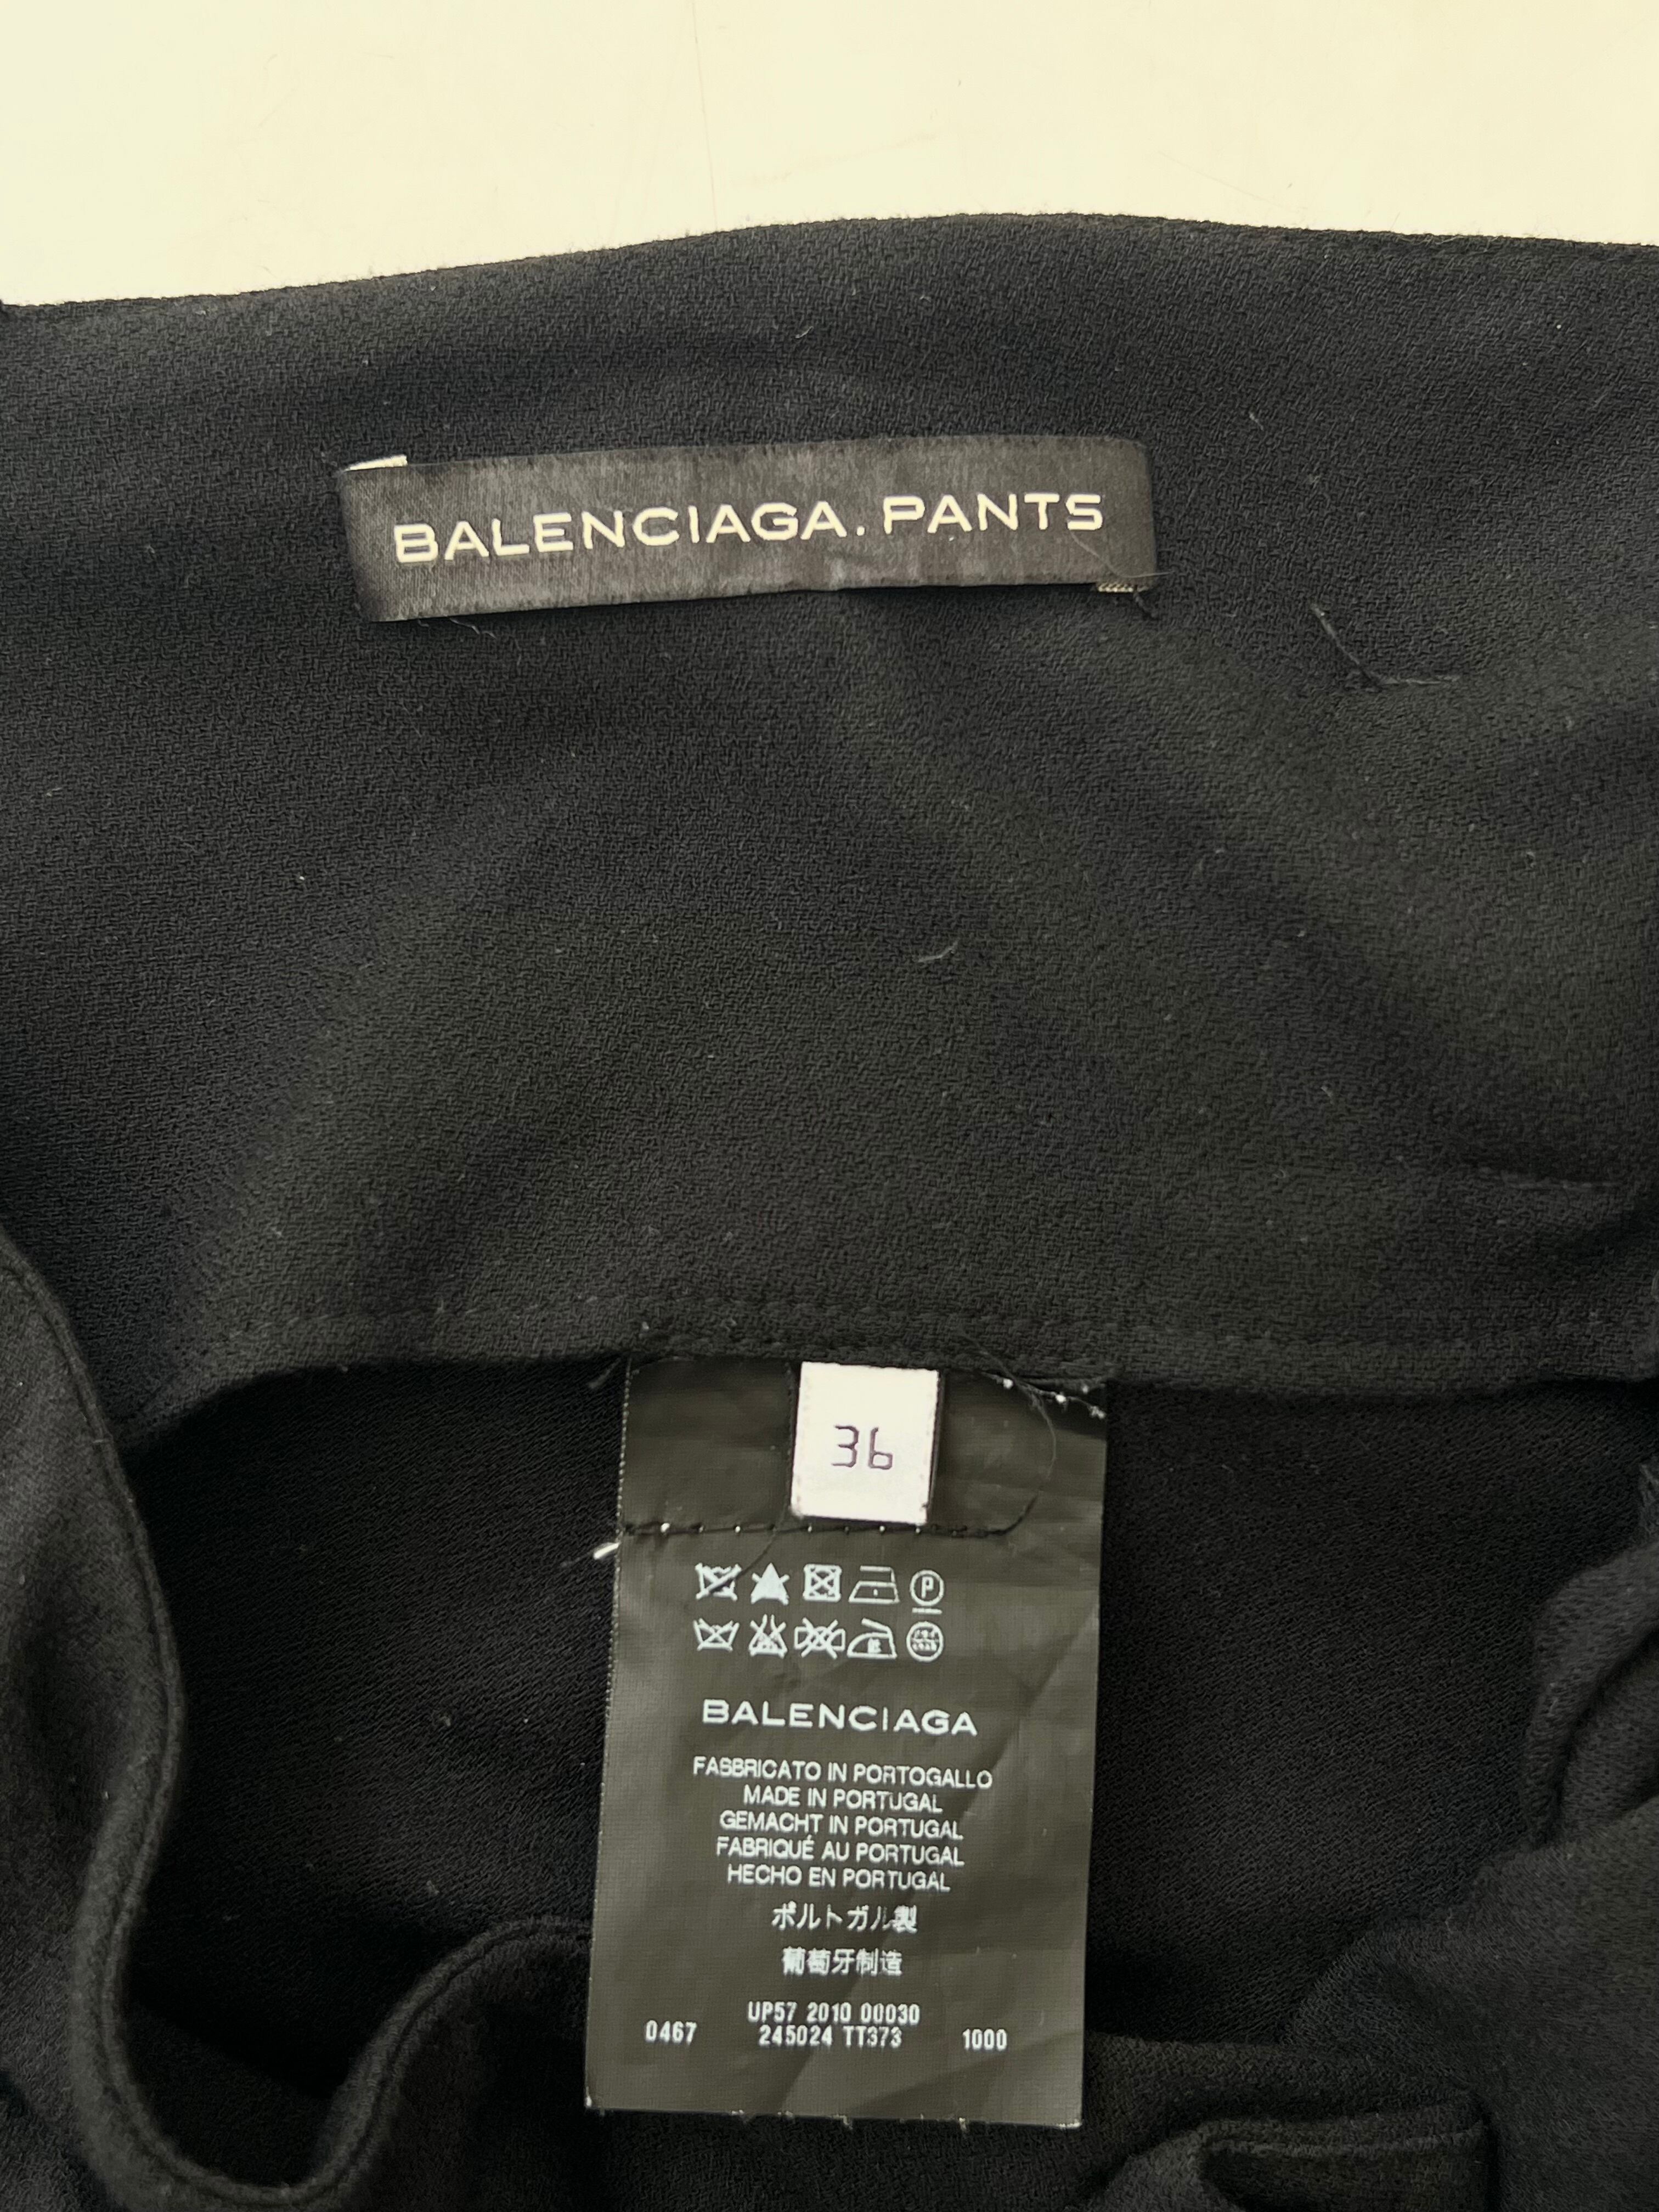 BALENCIAGA. PANTS
36
P
BALENCIAGA
FABBRICATO IN PORTOGALLO
MADE IN PORTUGAL
GEMACHT IN PORTUGAL
FABRIQUÉ AU PORTUGAL
HECHO EN PORTUGAL
ポルトガル製
葡萄牙制造
UP57 2010 00030
0467 245024 TT373 1000